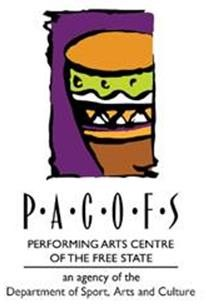 P·A·C·O·F·S
PERFORMING ARTS CENTRE
OF THE FREE STATE
an agency of the
Department of Sport, Arts and Culture